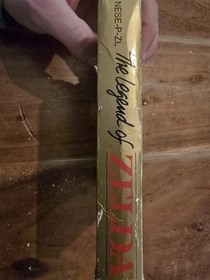 NESE-P-ZL
The Legend of
ZELDA